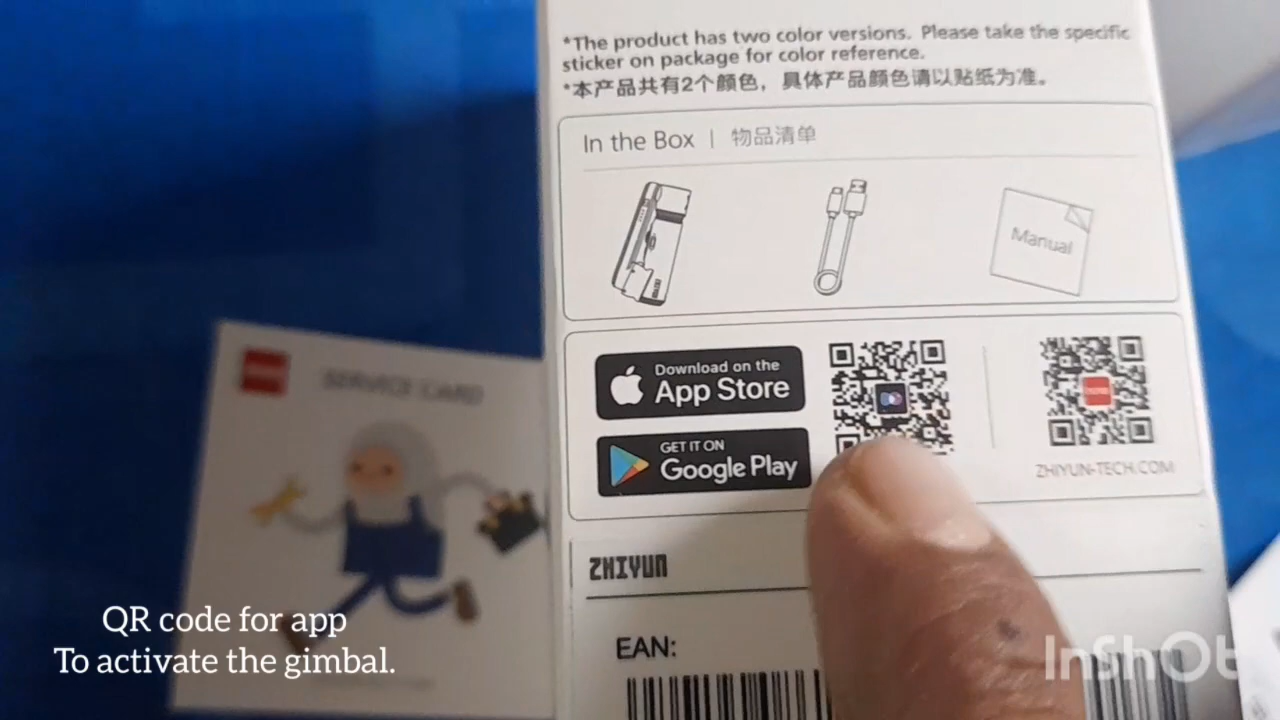 *The product has two color versions. Please take the specific
sticker on package for color reference.
*本产品共有2个颜色，具体产品颜色请以贴纸为准。
In the Box | 物品清单
Manual
Download on the
App Store
GET IT ON
Google Play
ZHIYUN-TECH.COM
SERVICE CARD
ZHIYUN
EAN:
QR code for app
To activate the gimbal.
InShOt